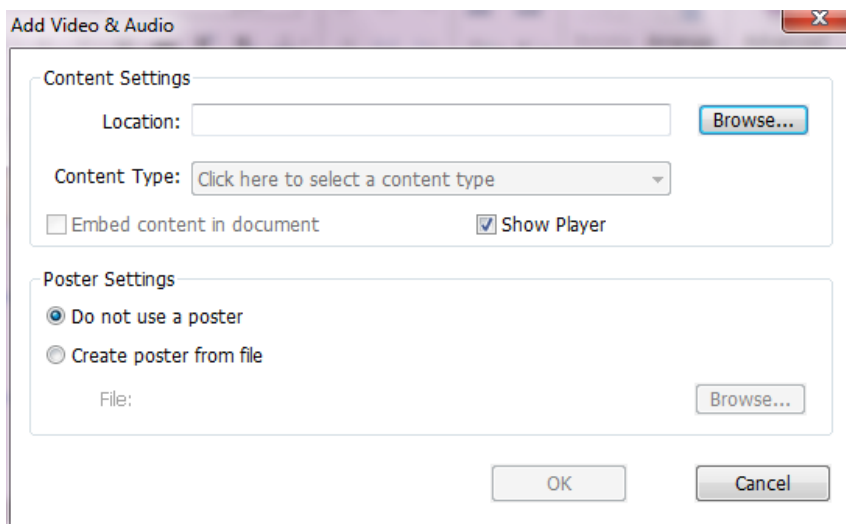 Add Video & Audio
Content Settings
Location:
Browse...
Content Type: Click here to select a content type
Embed content in document Show Player
Poster Settings
Do not use a poster
Create poster from file
File:
Browse...
OK Cancel